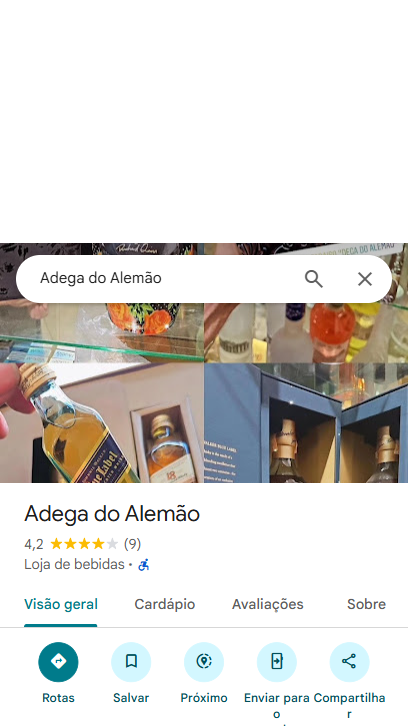 ADEGA DO ALEMÃO
Adega do Alemão
Adega do Alemão
4,2 (9)
Loja de bebidas ·
Visão geral Cardápio Avaliações Sobre
Rotas Salvar Próximo Enviar para o Compartilhar